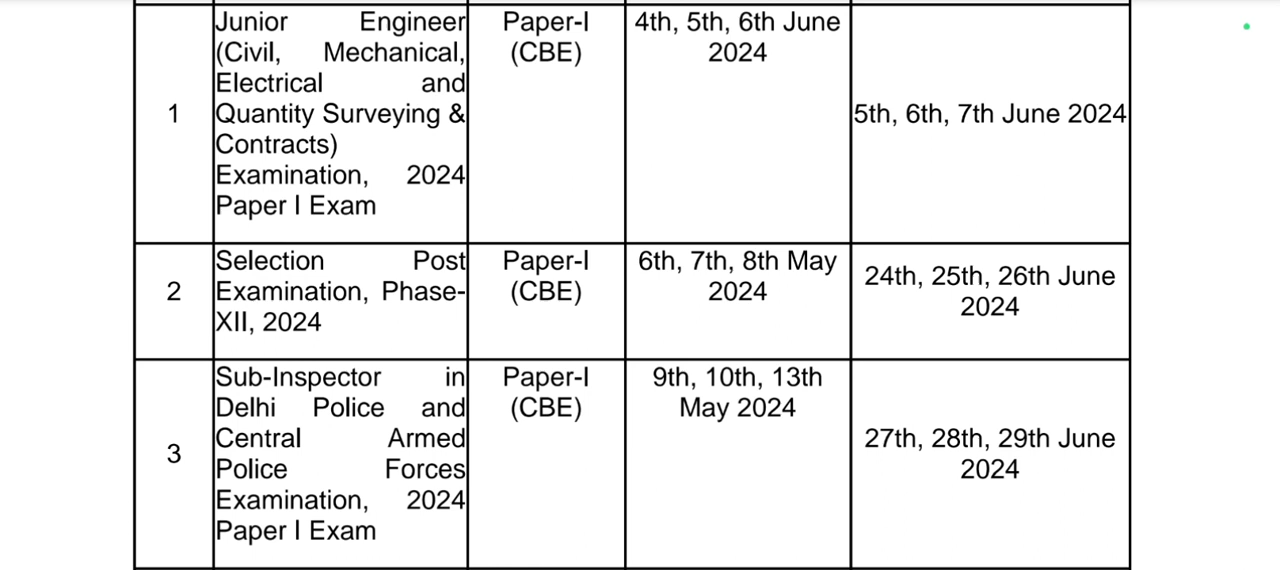 1
Junior Engineer
(Civil, Mechanical,
Electrical and
Quantity Surveying &
Contracts)
Examination, 2024
Paper I Exam
Paper-I
(CBE)
4th, 5th, 6th June
2024
5th, 6th, 7th June 2024
2
Selection Post
Examination, Phase-
XII, 2024
Paper-I
(CBE)
6th, 7th, 8th May
2024
24th, 25th, 26th June
2024
3
Sub-Inspector in
Delhi Police and
Central Armed
Police Forces
Examination, 2024
Paper I Exam
Paper-I
(CBE)
9th, 10th, 13th
May 2024
27th, 28th, 29th June
2024